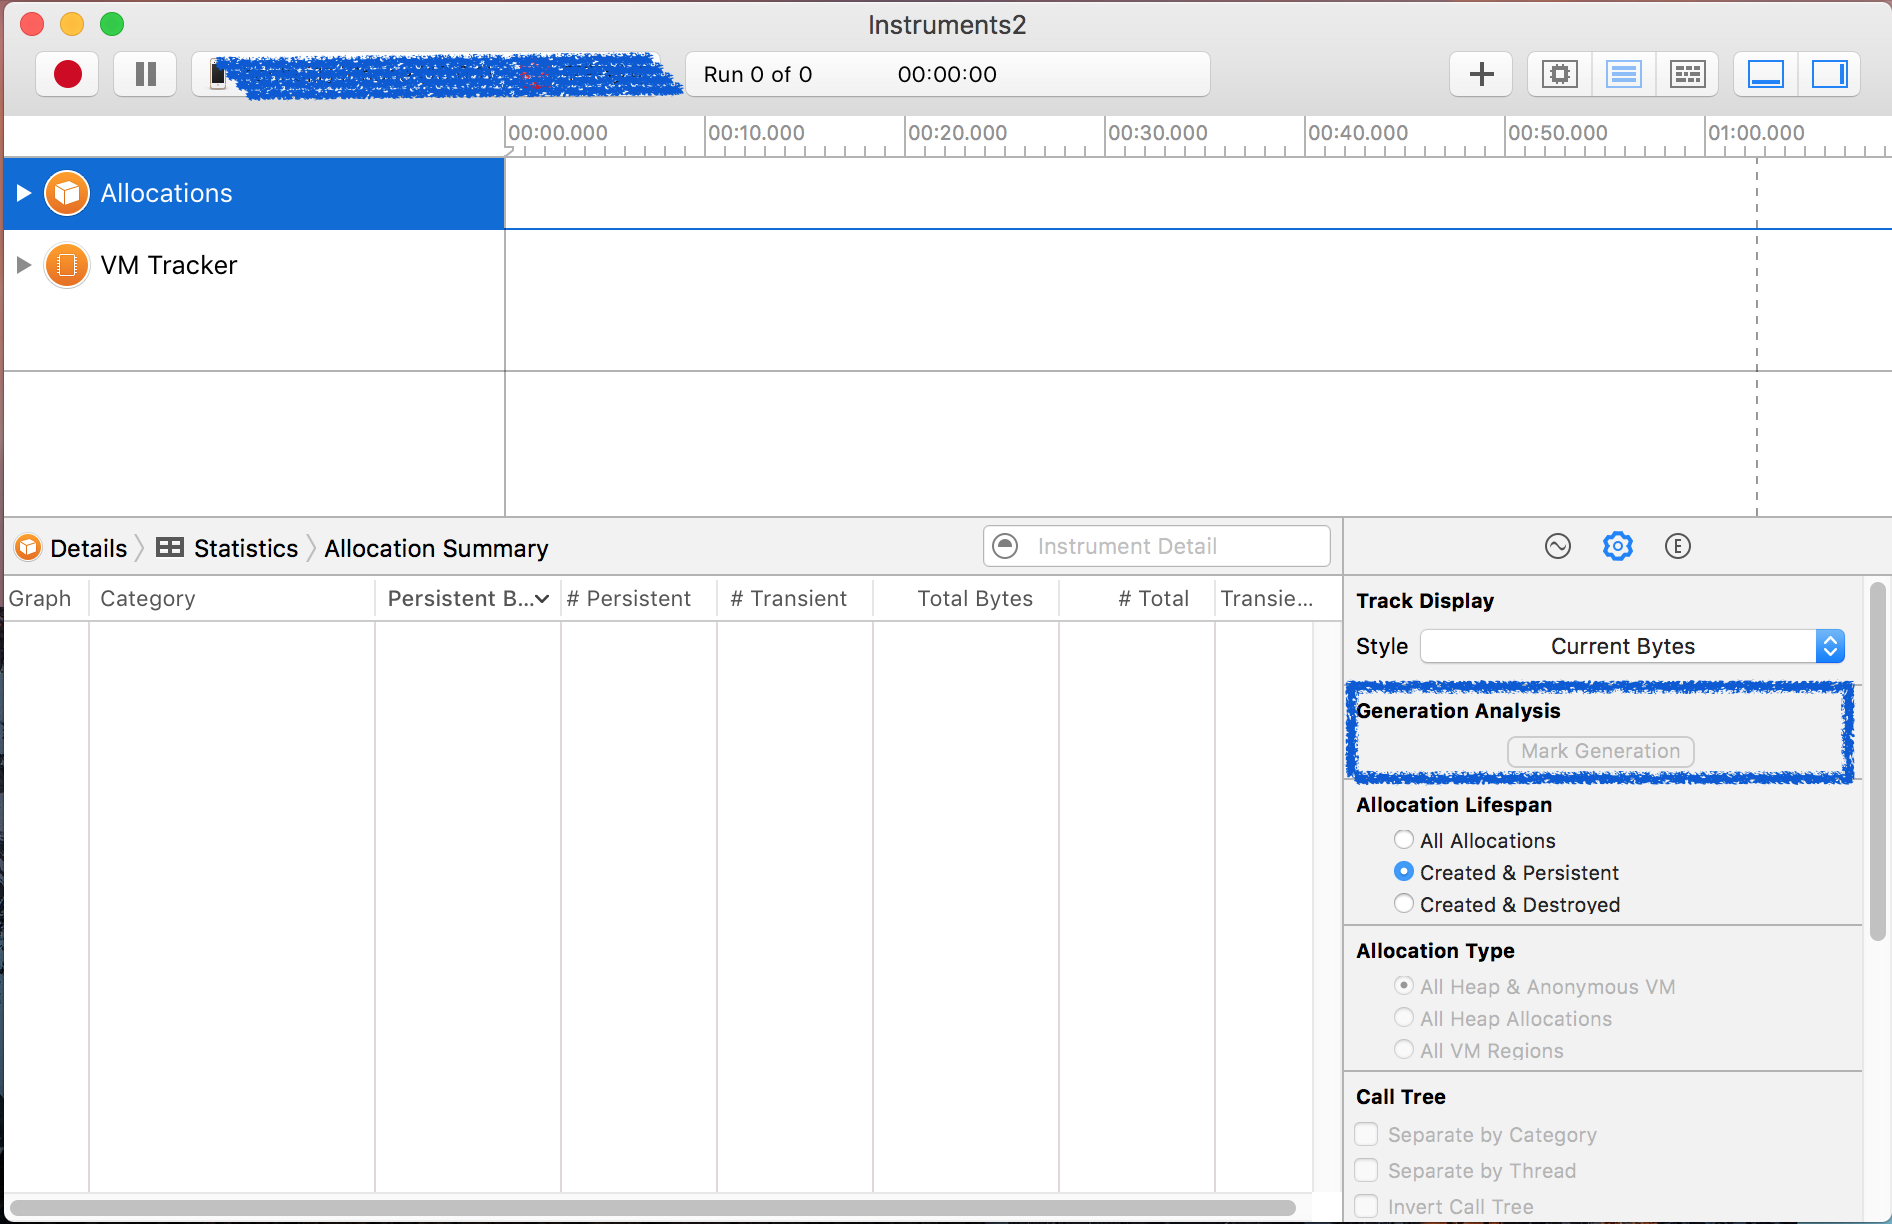 Instruments2
Run 0 of 0 00:00:00
00:00.000 00:10.000 00:20.000 00:30.000 00:40.000 00:50.000 01:00.000
Allocations
VM Tracker
Details Statistics Allocation Summary Instrument Detail E
Graph Category Persistent B... # Persistent # Transient Total Bytes # Total Transie...
Track Display
Style Current Bytes
Generation Analysis
Mark Generation
Allocation Lifespan
All Allocations
Created & Persistent
Created & Destroyed
Allocation Type
All Heap & Anonymous VM
All Heap Allocations
All VM Regions
Call Tree
Separate by Category
Separate by Thread
Invert Call Tree